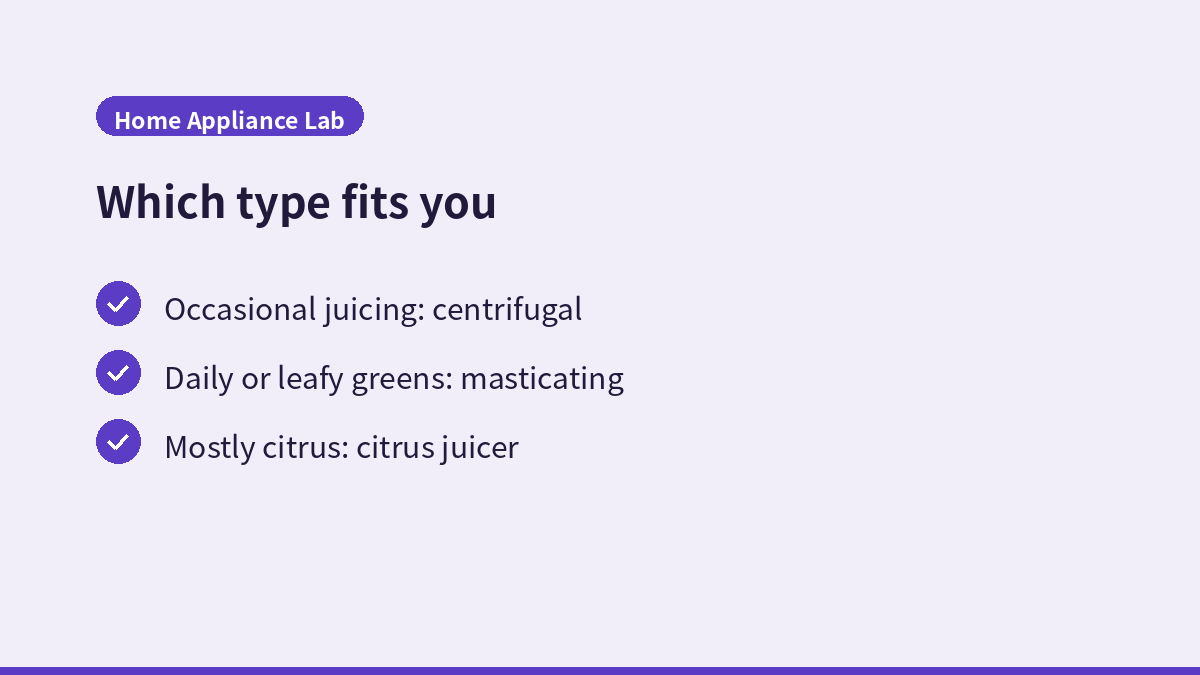 Home Appliance Lab
Which type fits you
Occasional juicing: centrifugal
Daily or leafy greens: masticating
Mostly citrus: citrus juicer